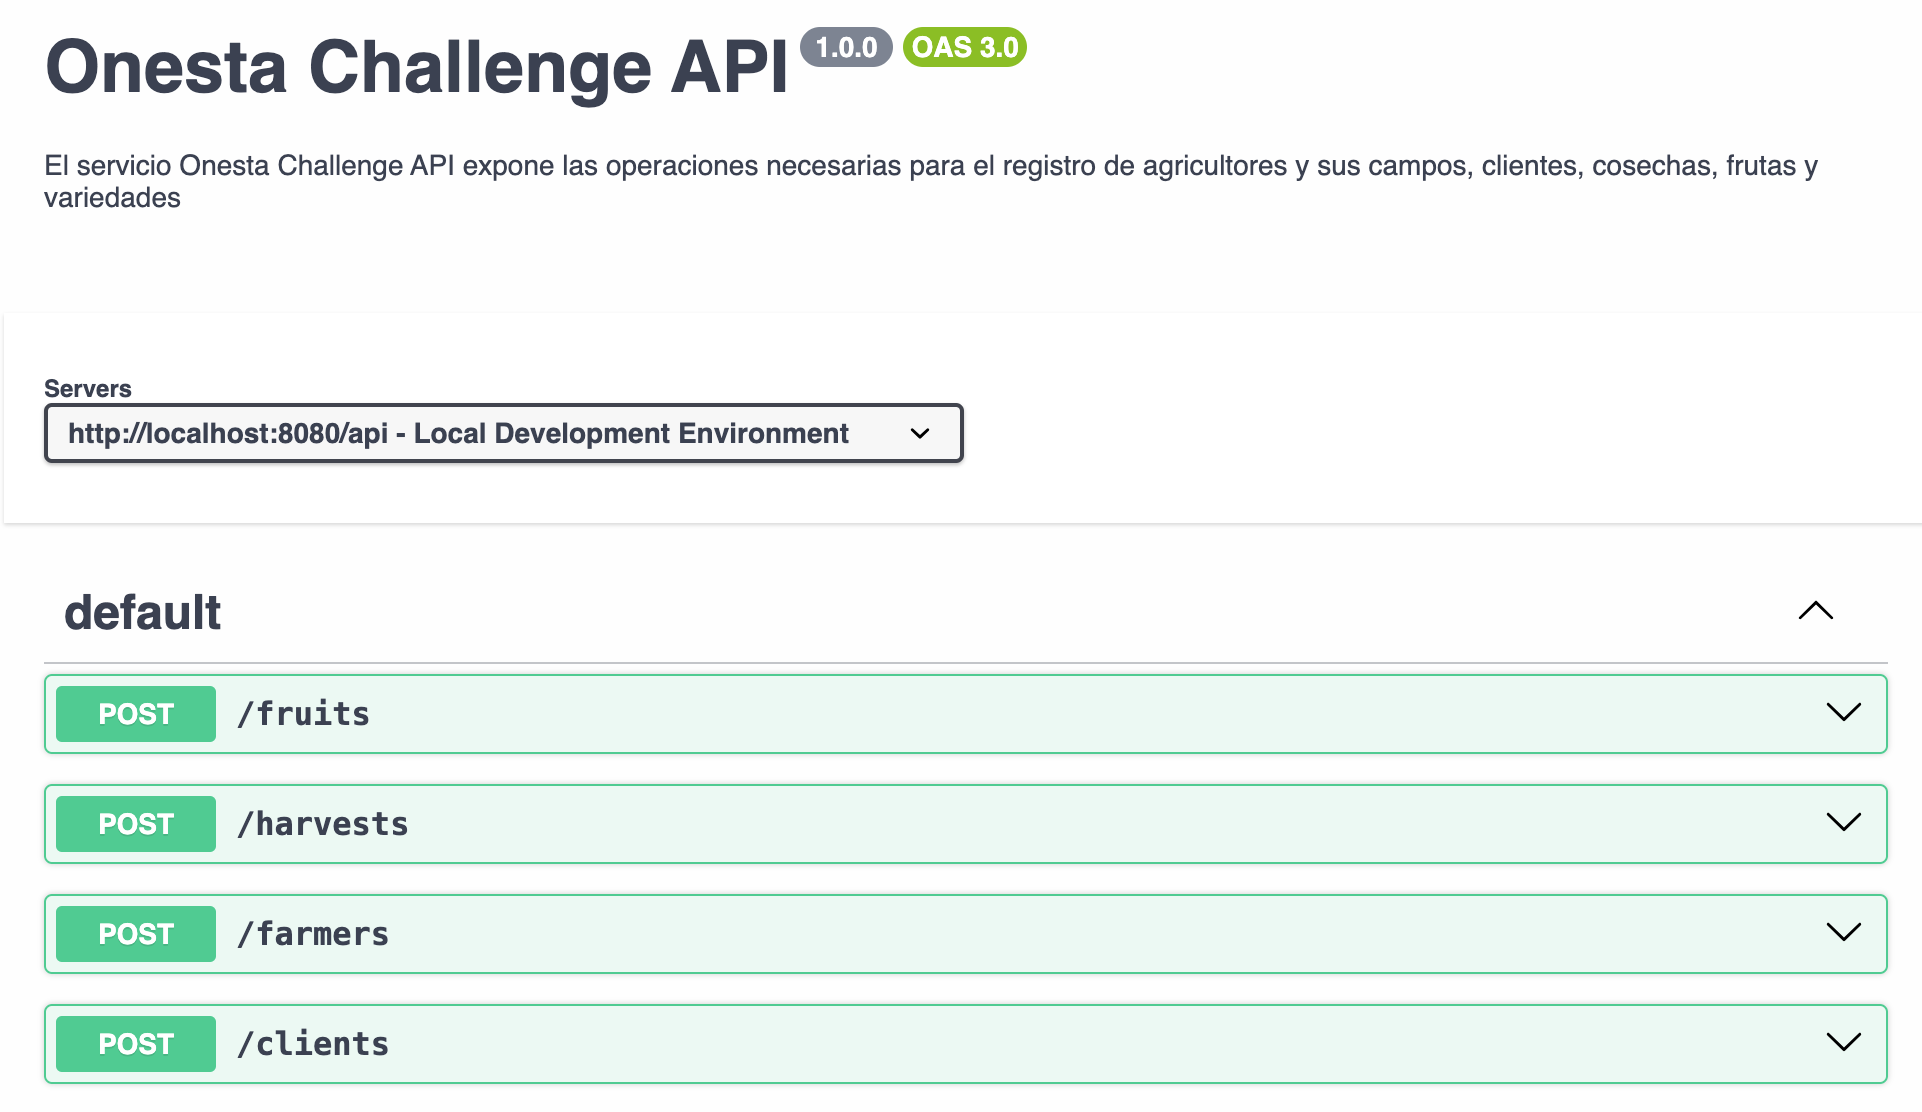 Onesta Challenge API 1.0.0 OAS 3.0
El servicio Onesta Challenge API expone las operaciones necesarias para el registro de agricultores y sus campos, clientes, cosechas, frutas y
variedades
Servers
http://localhost:8080/api - Local Development Environment
default
POST /fruits
POST /harvests
POST /farmers
POST /clients